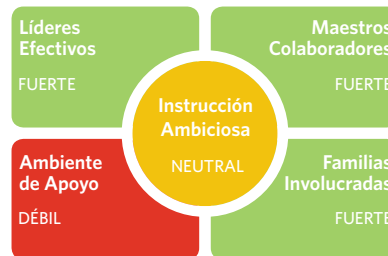 Líderes
Efectivos
FUERTE
Maestros
Colaboradores
FUERTE
Instrucción
Ambiciosa
NEUTRAL
Ambiente
de Apoyo
DÉBIL
Familias
Involucradas
FUERTE